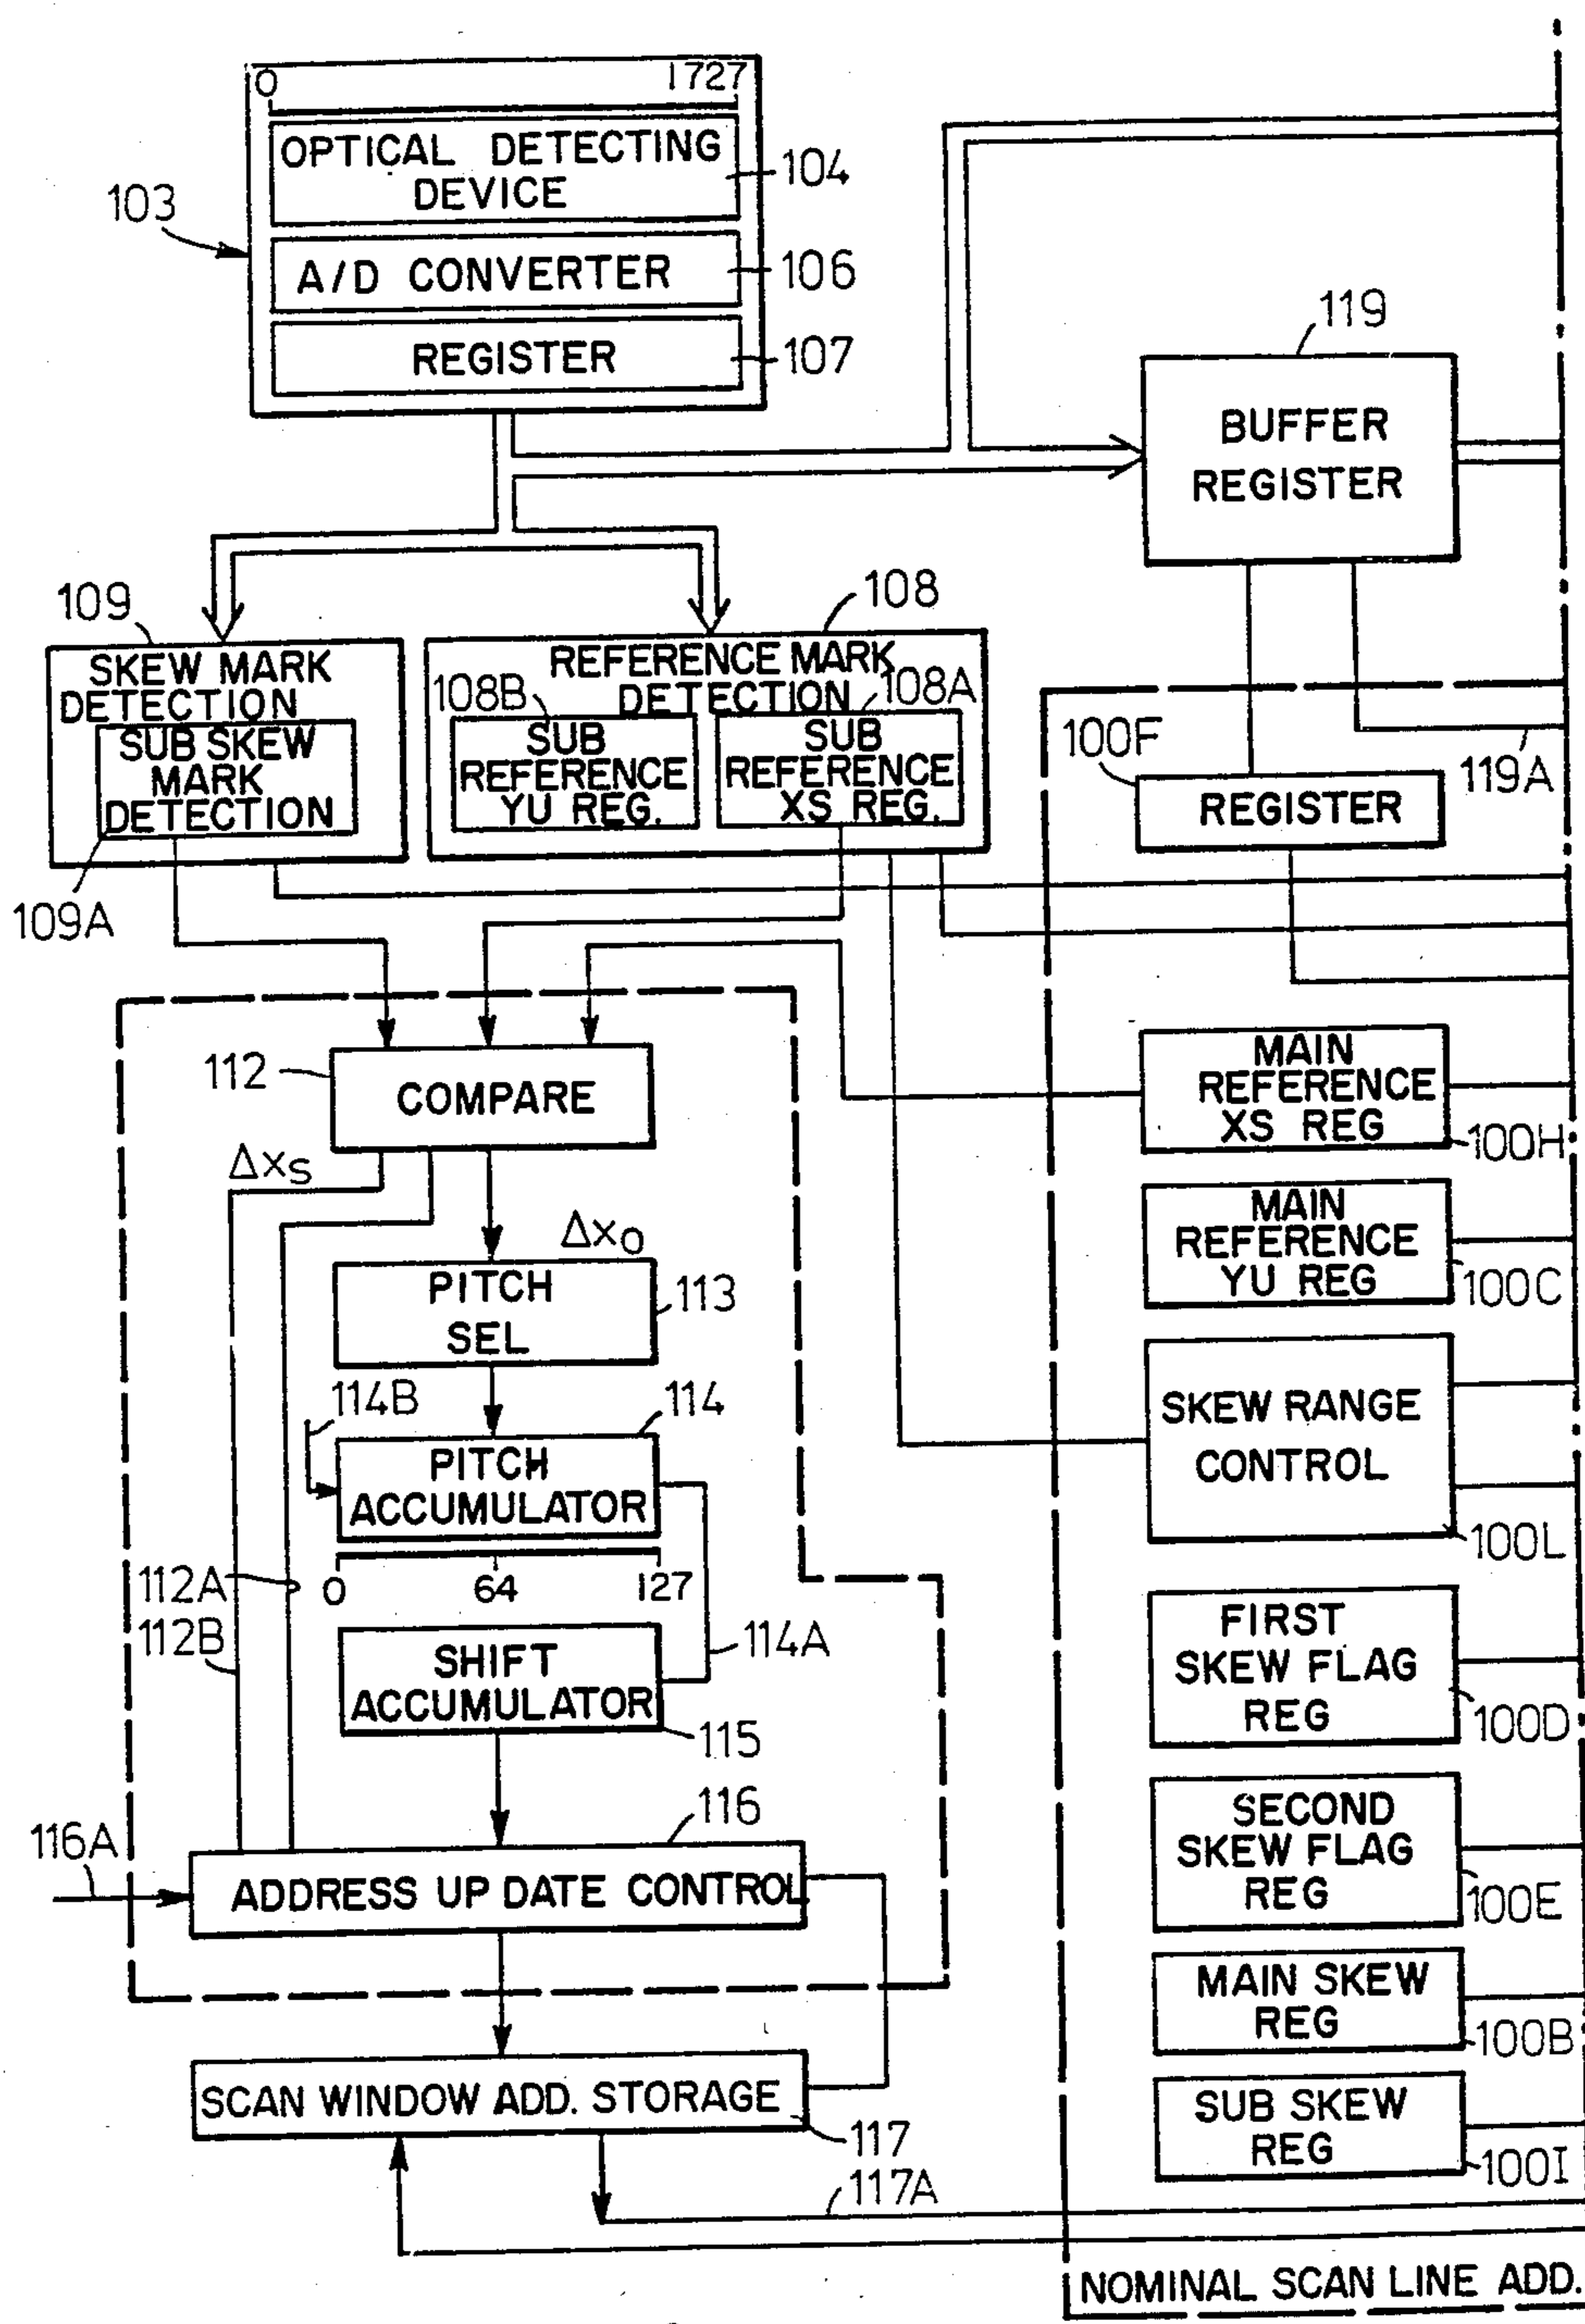 0 1727
OPTICAL DETECTING
DEVICE
104
103
A/D CONVERTER
106
REGISTER
107
119
BUFFER
REGISTER
109
108
SKEW MARK
DETECTION
SUB SKEW
MARK
DETECTION
109A
REFERENCE MARK
DETECTION
108B
108A
SUB
REFERENCE
YU REG.
SUB
REFERENCE
XS REG.
100F
119A
REGISTER
112
COMPARE
MAIN
REFERENCE
XS REG
100H
ΔXS
ΔXO
MAIN
REFERENCE
YU REG
100C
PITCH
SEL
113
114B
114
PITCH
ACCUMULATOR
SKEW RANGE
CONTROL
100L
112A
0 64 127
112B
114A
SHIFT
ACCUMULATOR
115
FIRST
SKEW FLAG
REG
100D
116
116A
ADDRESS UP DATE CONTROL
SECOND
SKEW FLAG
REG
100E
MAIN SKEW
REG
100B
SCAN WINDOW ADD. STORAGE
117
SUB SKEW
REG
100I
117A
NOMINAL SCAN LINE ADD.